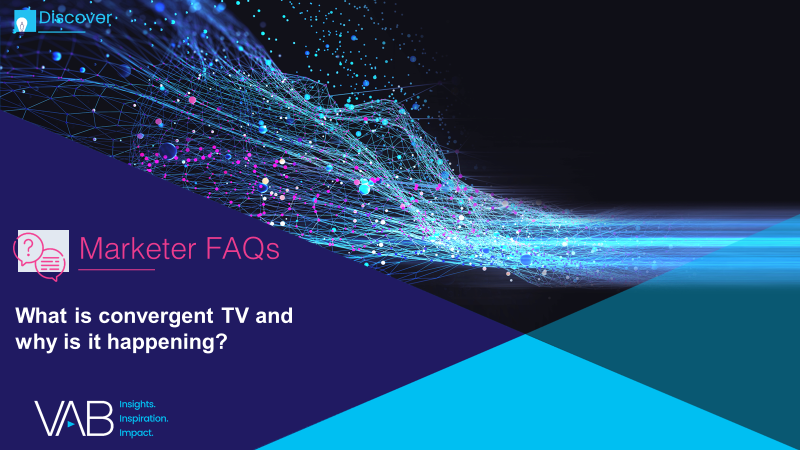 Discover
Marketer FAQs
What is convergent TV and
why is it happening?
VAB
Insights.
Inspiration.
Impact.